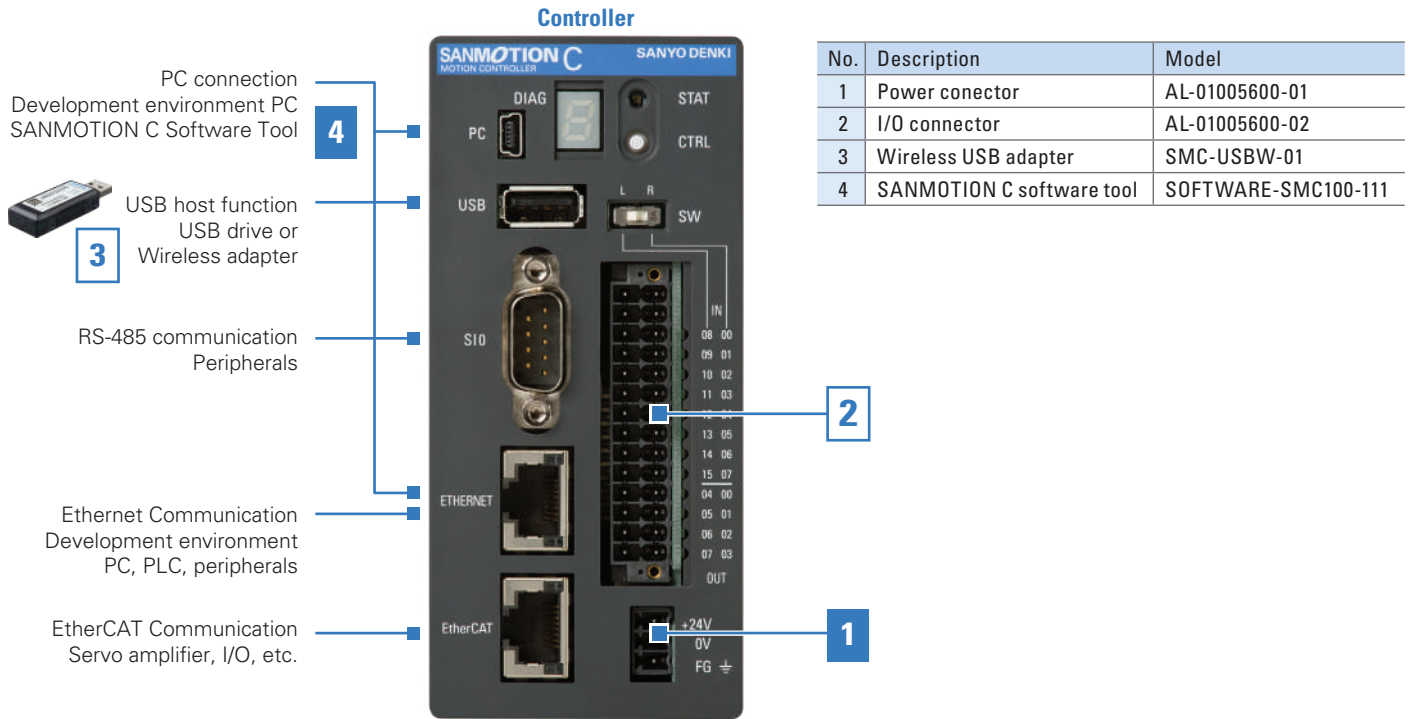 Controller
PC connection
Development environment PC
SANMOTION C Software Tool
4
USB host function
USB drive or
Wireless adapter
3
RS-485 communication
Peripherals
Ethernet Communication
Development environment
PC, PLC, peripherals
EtherCAT Communication
Servo amplifier, I/O, etc.
SANMOTION C SANYO DENKI
MOTION CONTROLLER
DIAG STAT
PC CTRL
L R
USB SW
IN
SIO
08 00
09 01
10 02
11 03
13 05
14 06
15 07
ETHERNET
04 00
05 01
06 02
07 03
OUT
EtherCAT
+24V
0V
FG
2
1
No. Description Model
1 Power conector AL-01005600-01
2 I/O connector AL-01005600-02
3 Wireless USB adapter SMC-USBW-01
4 SANMOTION C software tool SOFTWARE-SMC100-111